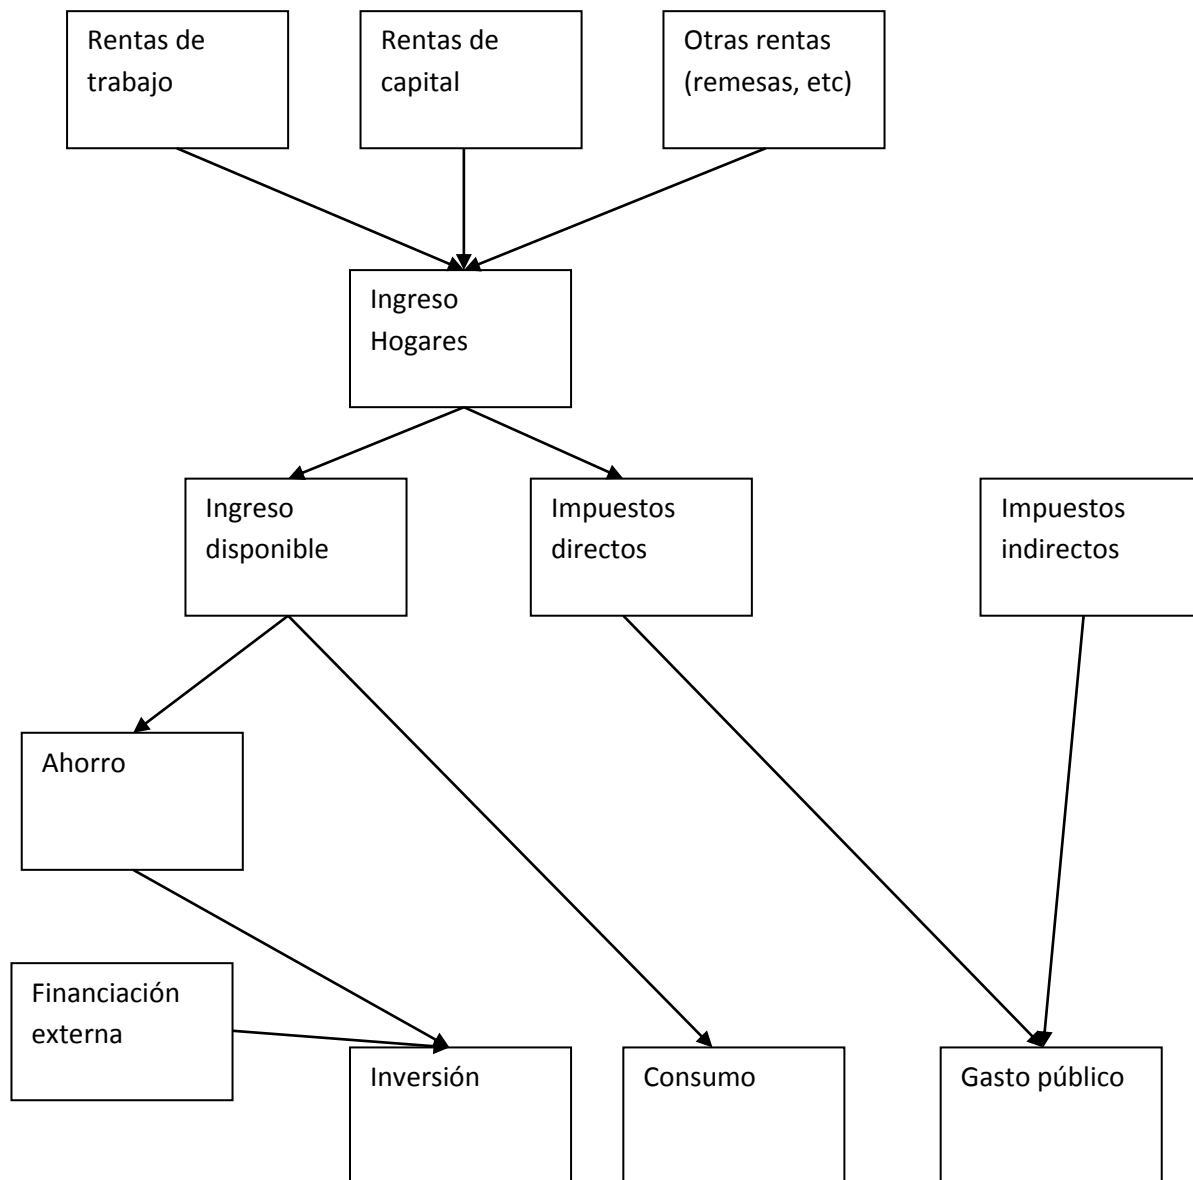 Rentas de
trabajo
Rentas de
capital
Otras rentas
(remesas, etc)
Ingreso
Hogares
Ingreso
disponible
Impuestos
directos
Impuestos
indirectos
Ahorro
Financiación
externa
Inversión
Consumo
Gasto público